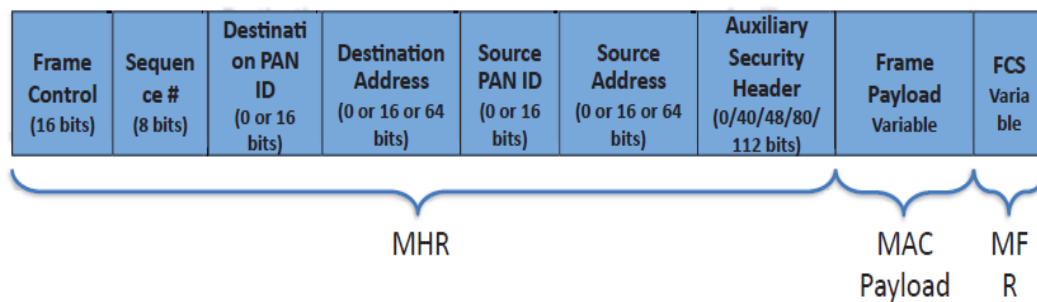 Frame
Control
(16 bits)
Sequen
ce #
(8 bits)
Destinati
on PAN
ID
(0 or 16
bits)
Destination
Address
(0 or 16 or 64
bits)
Source
PAN ID
(0 or 16
bits)
Source
Address
(0 or 16 or 64
bits)
Auxiliary
Security
Header
(0/40/48/80/
112 bits)
Frame
Payload
Variable
FCS
Varia
ble
MHR
MAC
Payload
MF
R